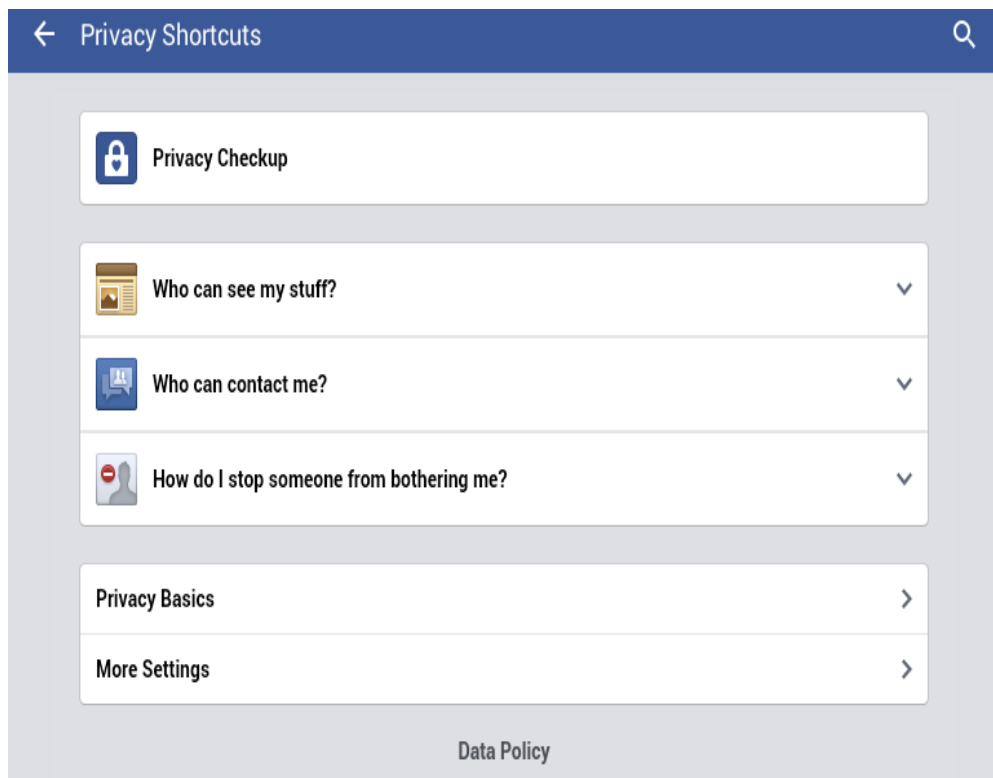 Privacy Shortcuts
Privacy Checkup
Who can see my stuff?
Who can contact me?
How do I stop someone from bothering me?
Privacy Basics
More Settings
Data Policy